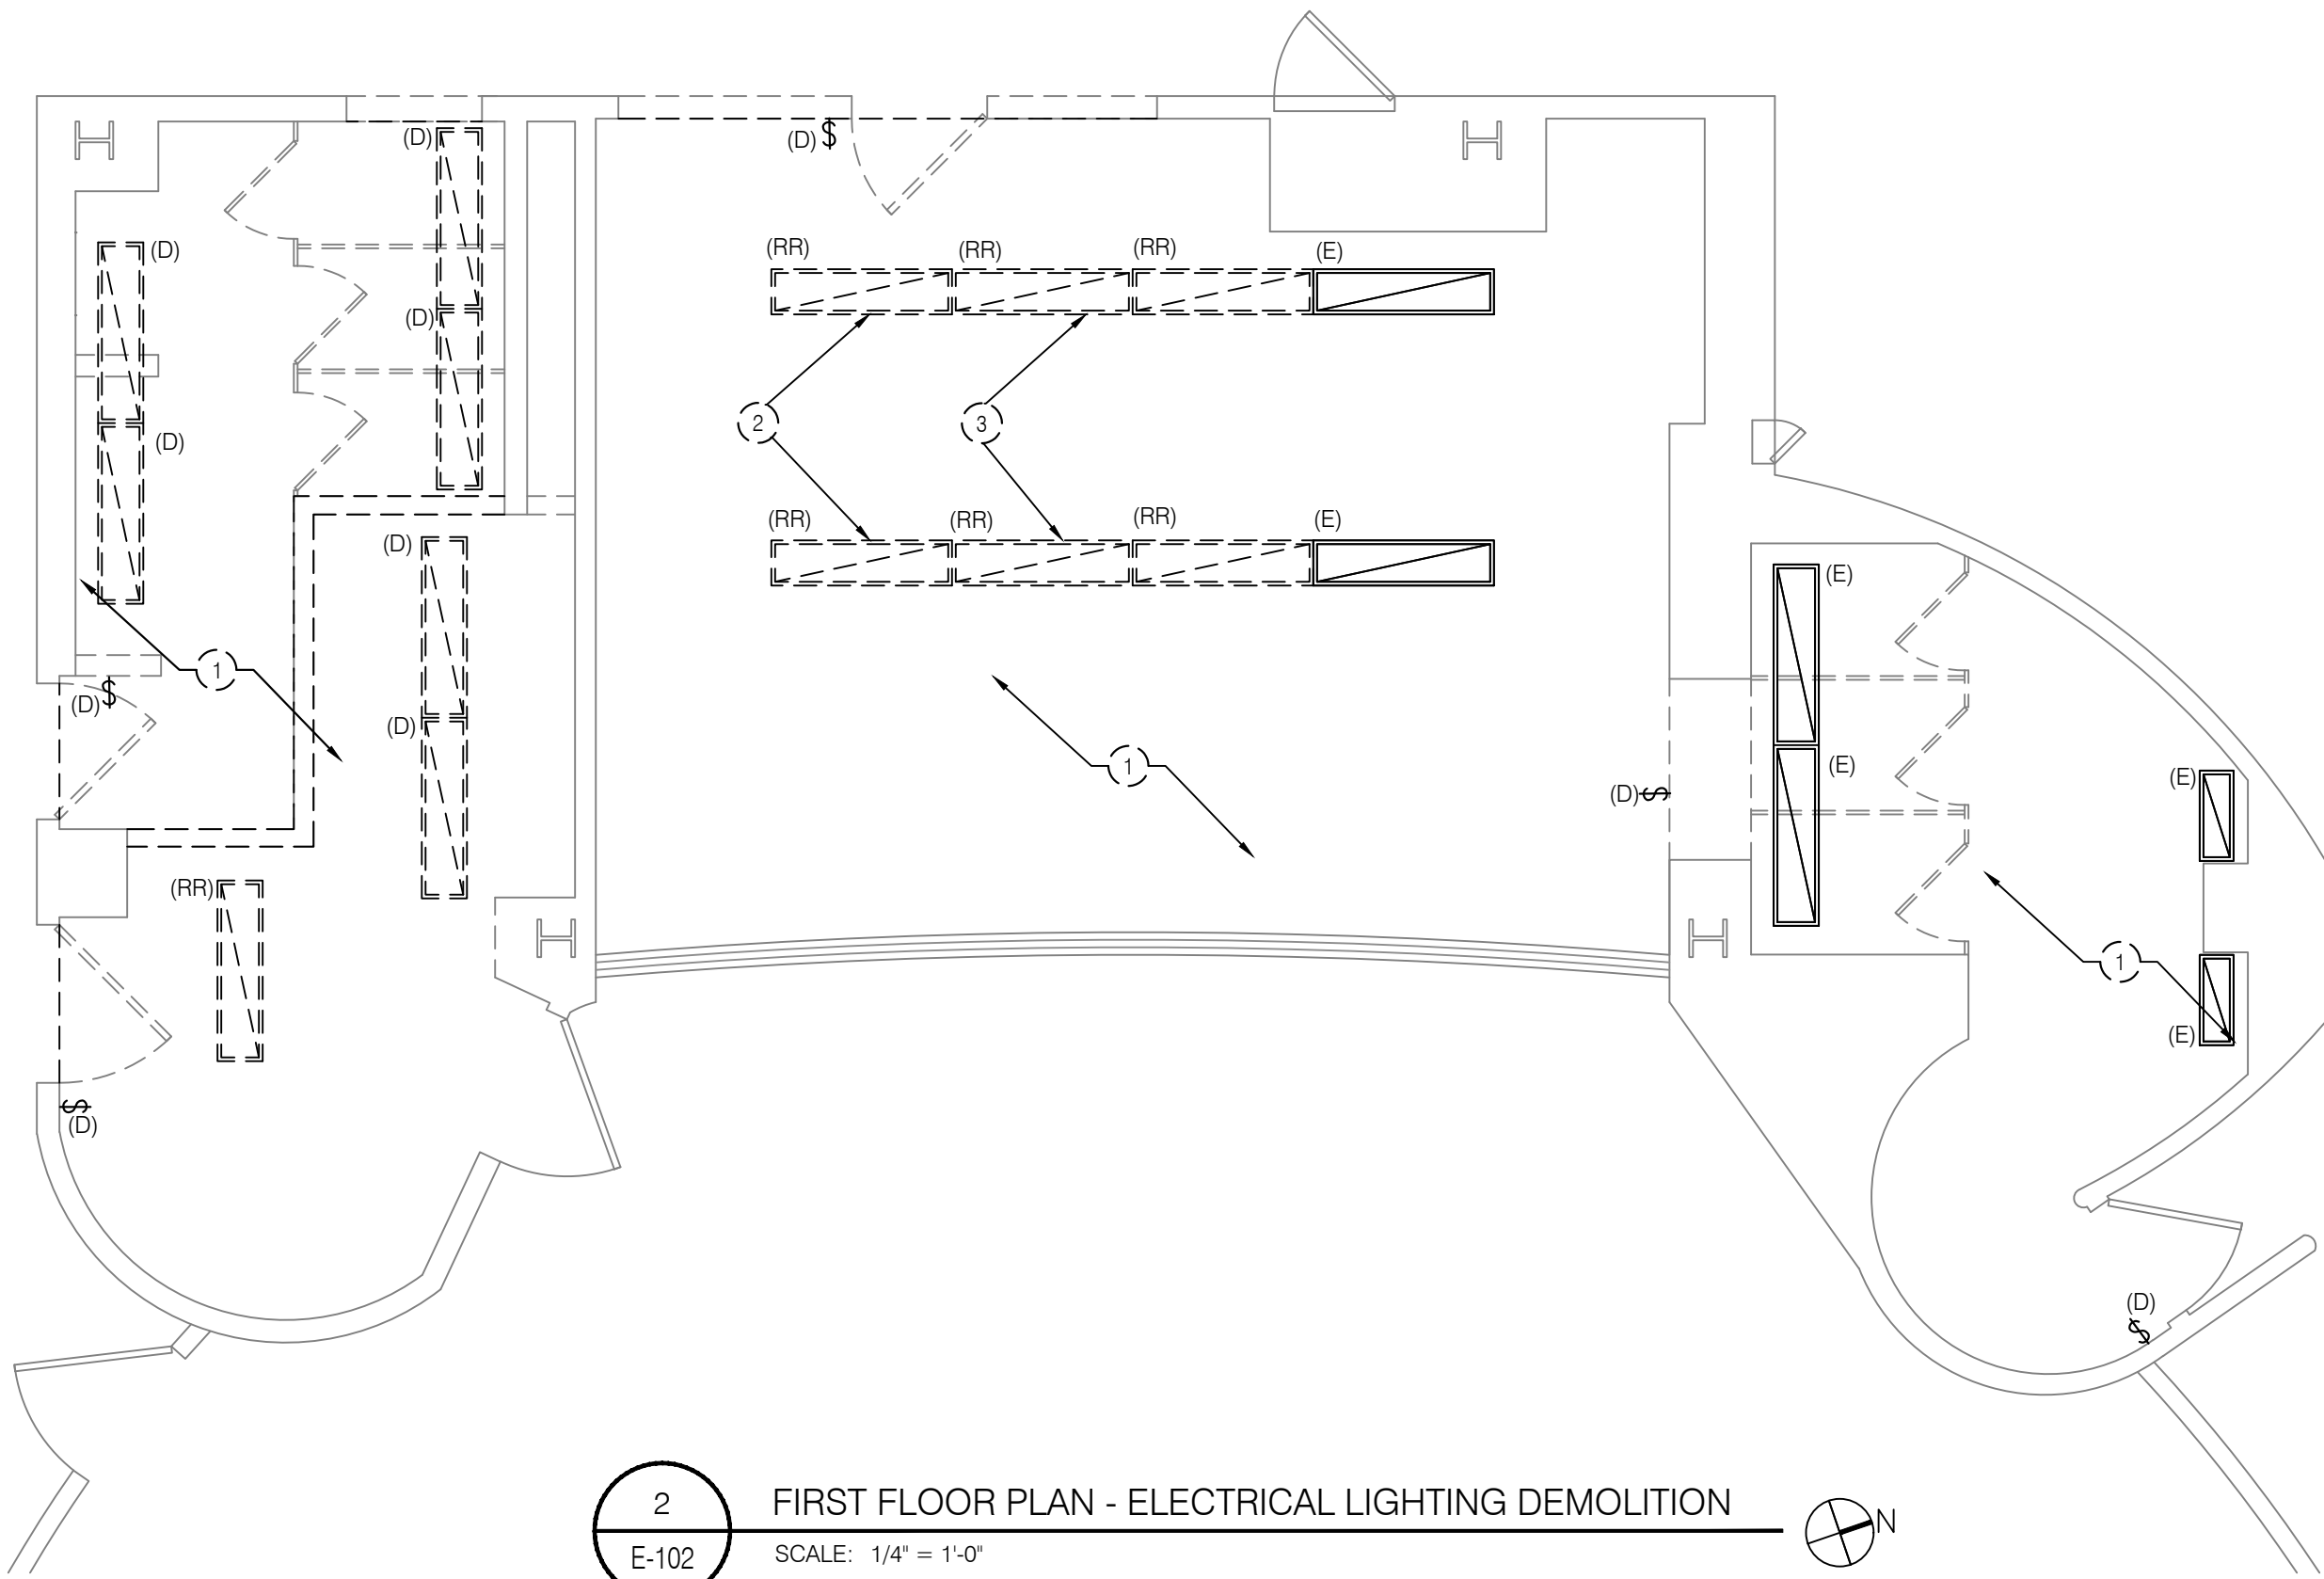 (D)
(D) $
(D)
(RR)
(RR)
(RR)
(E)
(D)
2
3
(D)
(RR)
(RR)
(RR)
(E)
(D)
(E)
1
(D) $
(D)
1
(E)
(D) $
(E)
(RR)
1
(E)
$
(D)
(D)
$
2
E-102
FIRST FLOOR PLAN - ELECTRICAL LIGHTING DEMOLITION
SCALE: 1/4" = 1'-0"
N